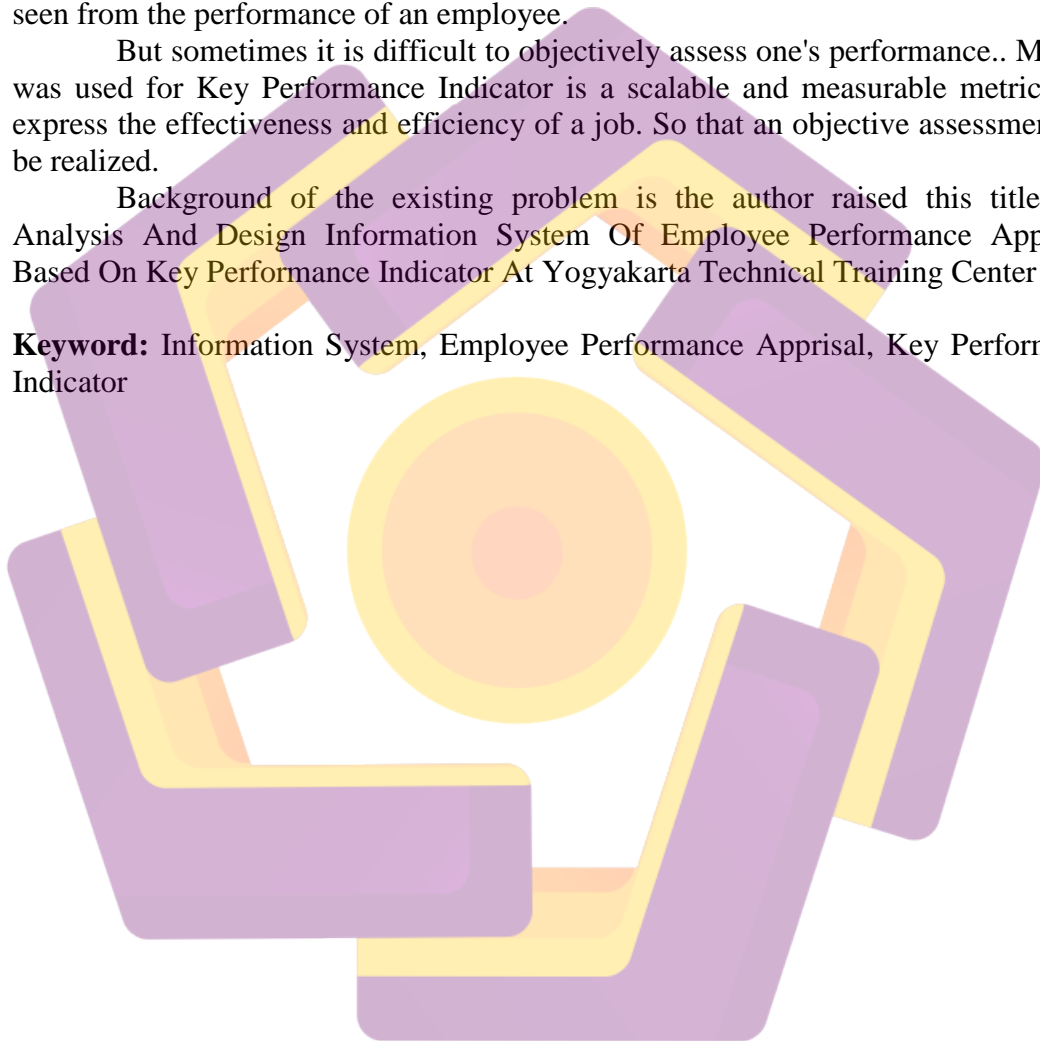 seen from the performance of an employee.
But sometimes it is difficult to objectively assess one's performance.. M
was used for Key Performance Indicator is a scalable and measurable metric
express the effectiveness and efficiency of a job. So that an objective assessmen
be realized.
Background of the existing problem is the author raised this title
Analysis And Design Information System Of Employee Performance App
Based On Key Performance Indicator At Yogyakarta Technical Training Center
Keyword: Information System, Employee Performance Apprisal, Key Perform
Indicator